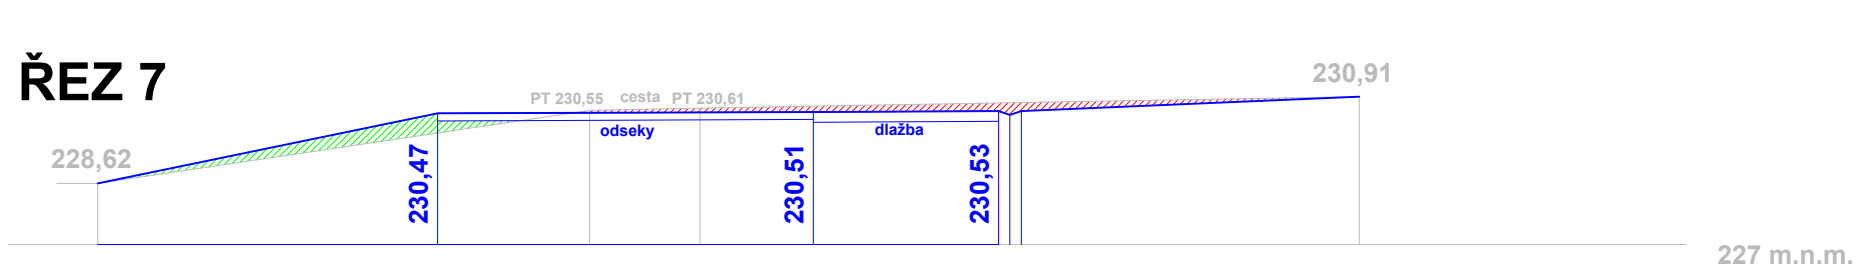 ŘEZ 7
230,91
PT 230,55 cesta PT 230,61
odseky
dlažba
228,62
230,47
230,51
230,53
227 m.n.m.